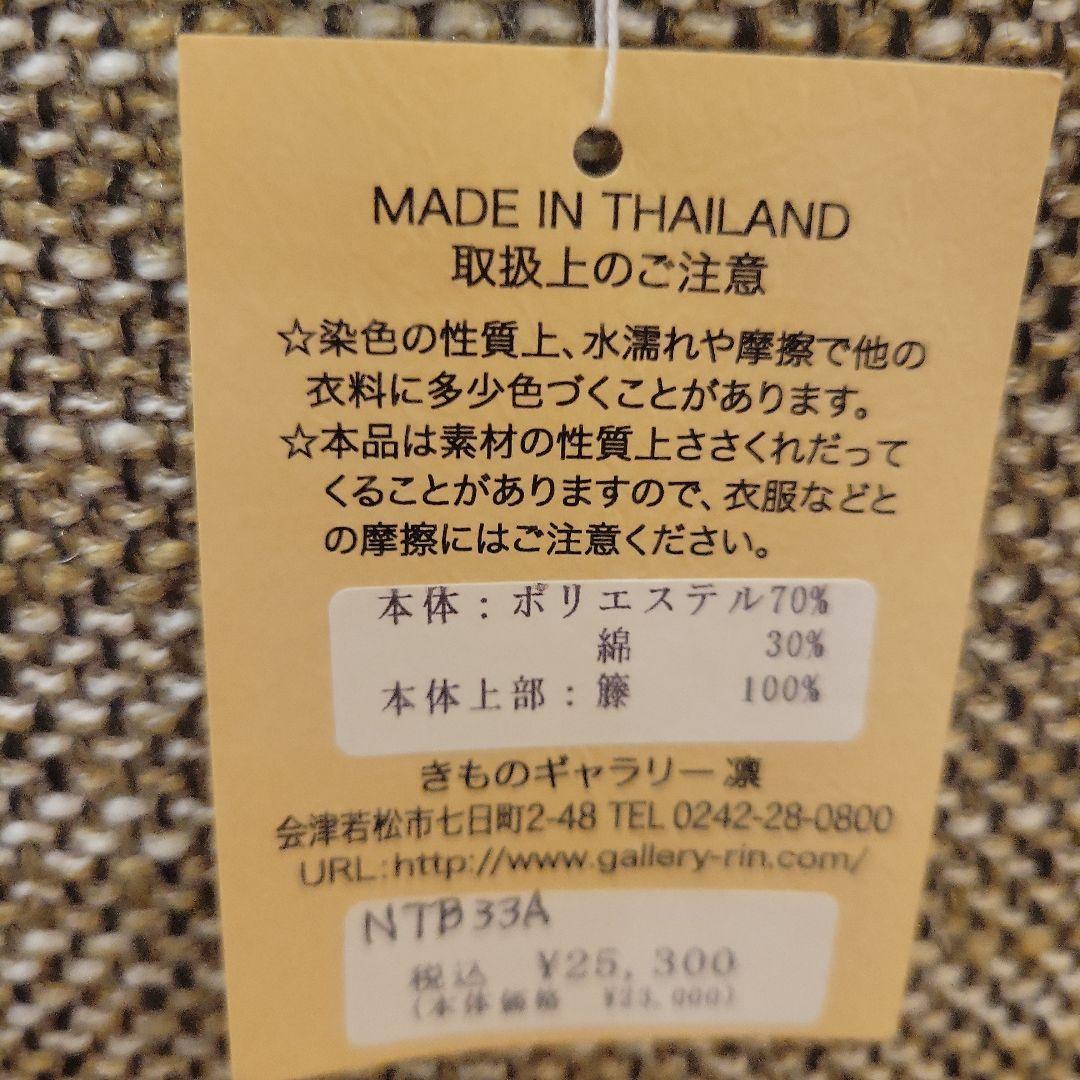 MADE IN THAILAND
取扱上のご注意
☆染色の性質上、水濡れや摩擦で他の
衣料に多少色づくことがあります。
☆本品は素材の性質上ささくれだって
くることがありますので、衣服などと
の摩擦にはご注意ください。
本体：ポリエステル70%
綿 30%
本体上部：籐 100%
きものギャラリー凛
会津若松市七日町2-48 TEL 0242-28-0800
URL:http://www.gallery-rin.com/
NTB33A
税込 ¥25,300
(本体価格 ¥23,000)